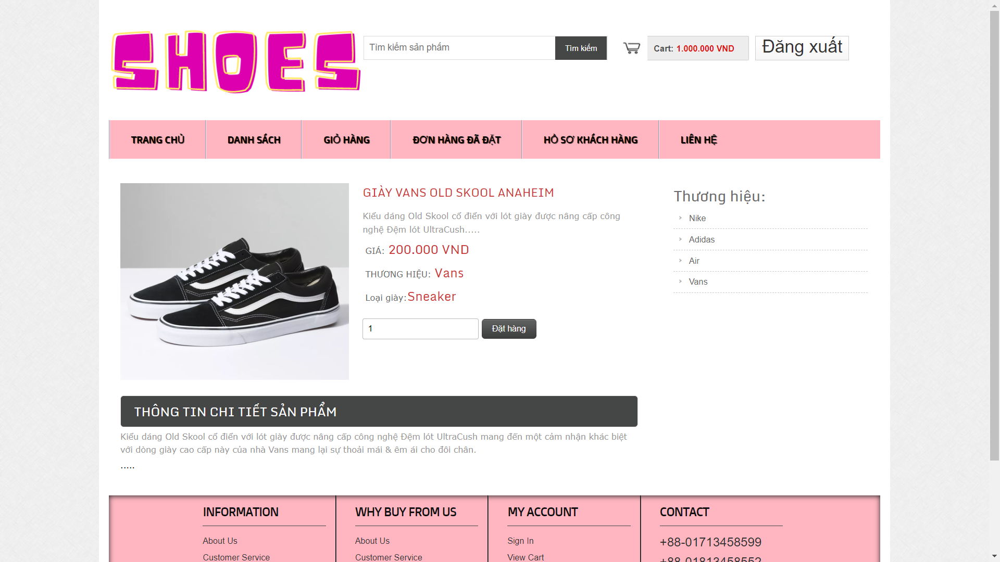 SHOES
Tìm kiếm sản phẩm
Tìm kiếm
Cart: 1.000.000 VND
Đăng xuất
TRANG CHỦ
DANH SÁCH
GIỎ HÀNG
ĐƠN HÀNG ĐÃ ĐẶT
HỒ SƠ KHÁCH HÀNG
LIÊN HỆ
GIÀY VANS OLD SKOOL ANAHEIM
Kiểu dáng Old Skool cổ điển với lót giày được nâng cấp công
nghệ Đệm lót UltraCush.....
GIÁ: 200.000 VND
THƯƠNG HIỆU: Vans
Loại giày:Sneaker
1
Đặt hàng
Thương hiệu:
Nike
Adidas
Air
Vans
THÔNG TIN CHI TIẾT SẢN PHẨM
Kiểu dáng Old Skool cổ điển với lót giày được nâng cấp công nghệ Đệm lót UltraCush mang đến một cảm nhận khác biệt
với dòng giày cao cấp này của nhà Vans mang lại sự thoải mái & êm ái cho đôi chân.
.....
INFORMATION
About Us
Customer Service
WHY BUY FROM US
About Us
Customer Service
MY ACCOUNT
Sign In
View Cart
CONTACT
+88-01713458599
+88-01813458552